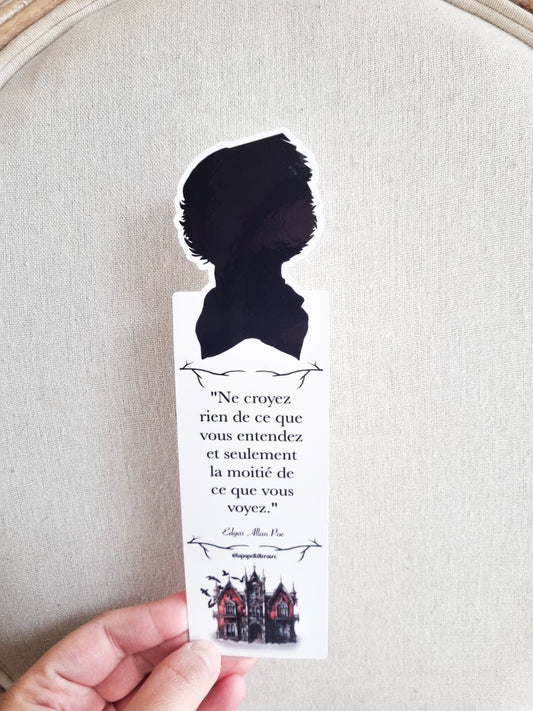 "Ne croyez
rien de ce que
vous entendez
et seulement
la moitié de
ce que vous
voyez."
Edgar Allan Poe